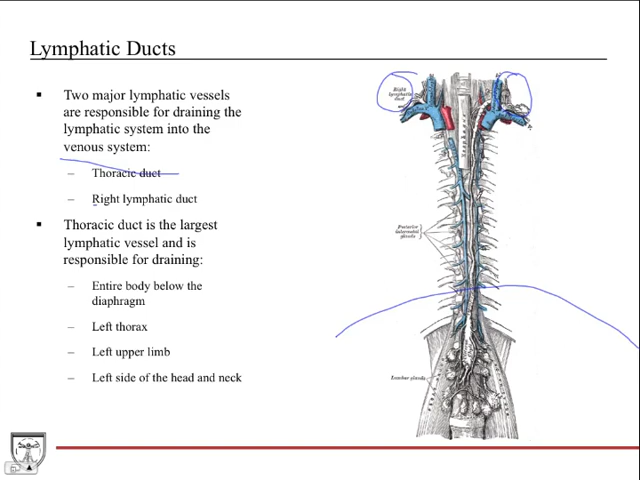 Lymphatic Ducts
Two major lymphatic vessels
are responsible for draining the
lymphatic system into the
venous system:
– Thoracic duct
– Right lymphatic duct
Thoracic duct is the largest
lymphatic vessel and is
responsible for draining:
– Entire body below the
diaphragm
– Left thorax
– Left upper limb
– Left side of the head and neck
Right
lymphatic
duct
Posterior
intercostal
glands
Lumbar glands